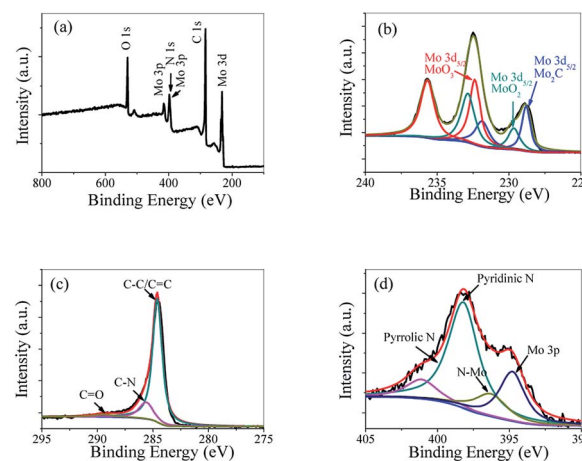 (a)
O 1s
Mo 3p
N 1s
Mo 3p
C 1s
Mo 3d
Intensity (a.u.)
800 600 400 200
Binding Energy (eV)
(b)
Mo 3d5/2
MoO3
Mo 3d5/2
MoO2
Mo 3d5/2
Mo2C
Intensity (a.u.)
240 235 230 22
Binding Energy (eV)
(c)
C-C/C=C
C-N
C=O
Intensity (a.u.)
295 290 285 280 275
Binding Energy (eV)
(d)
Pyridinic N
Pyrrolic N
N-Mo
Mo 3p
Intensity (a.u.)
405 400 395 39
Binding Energy (eV)